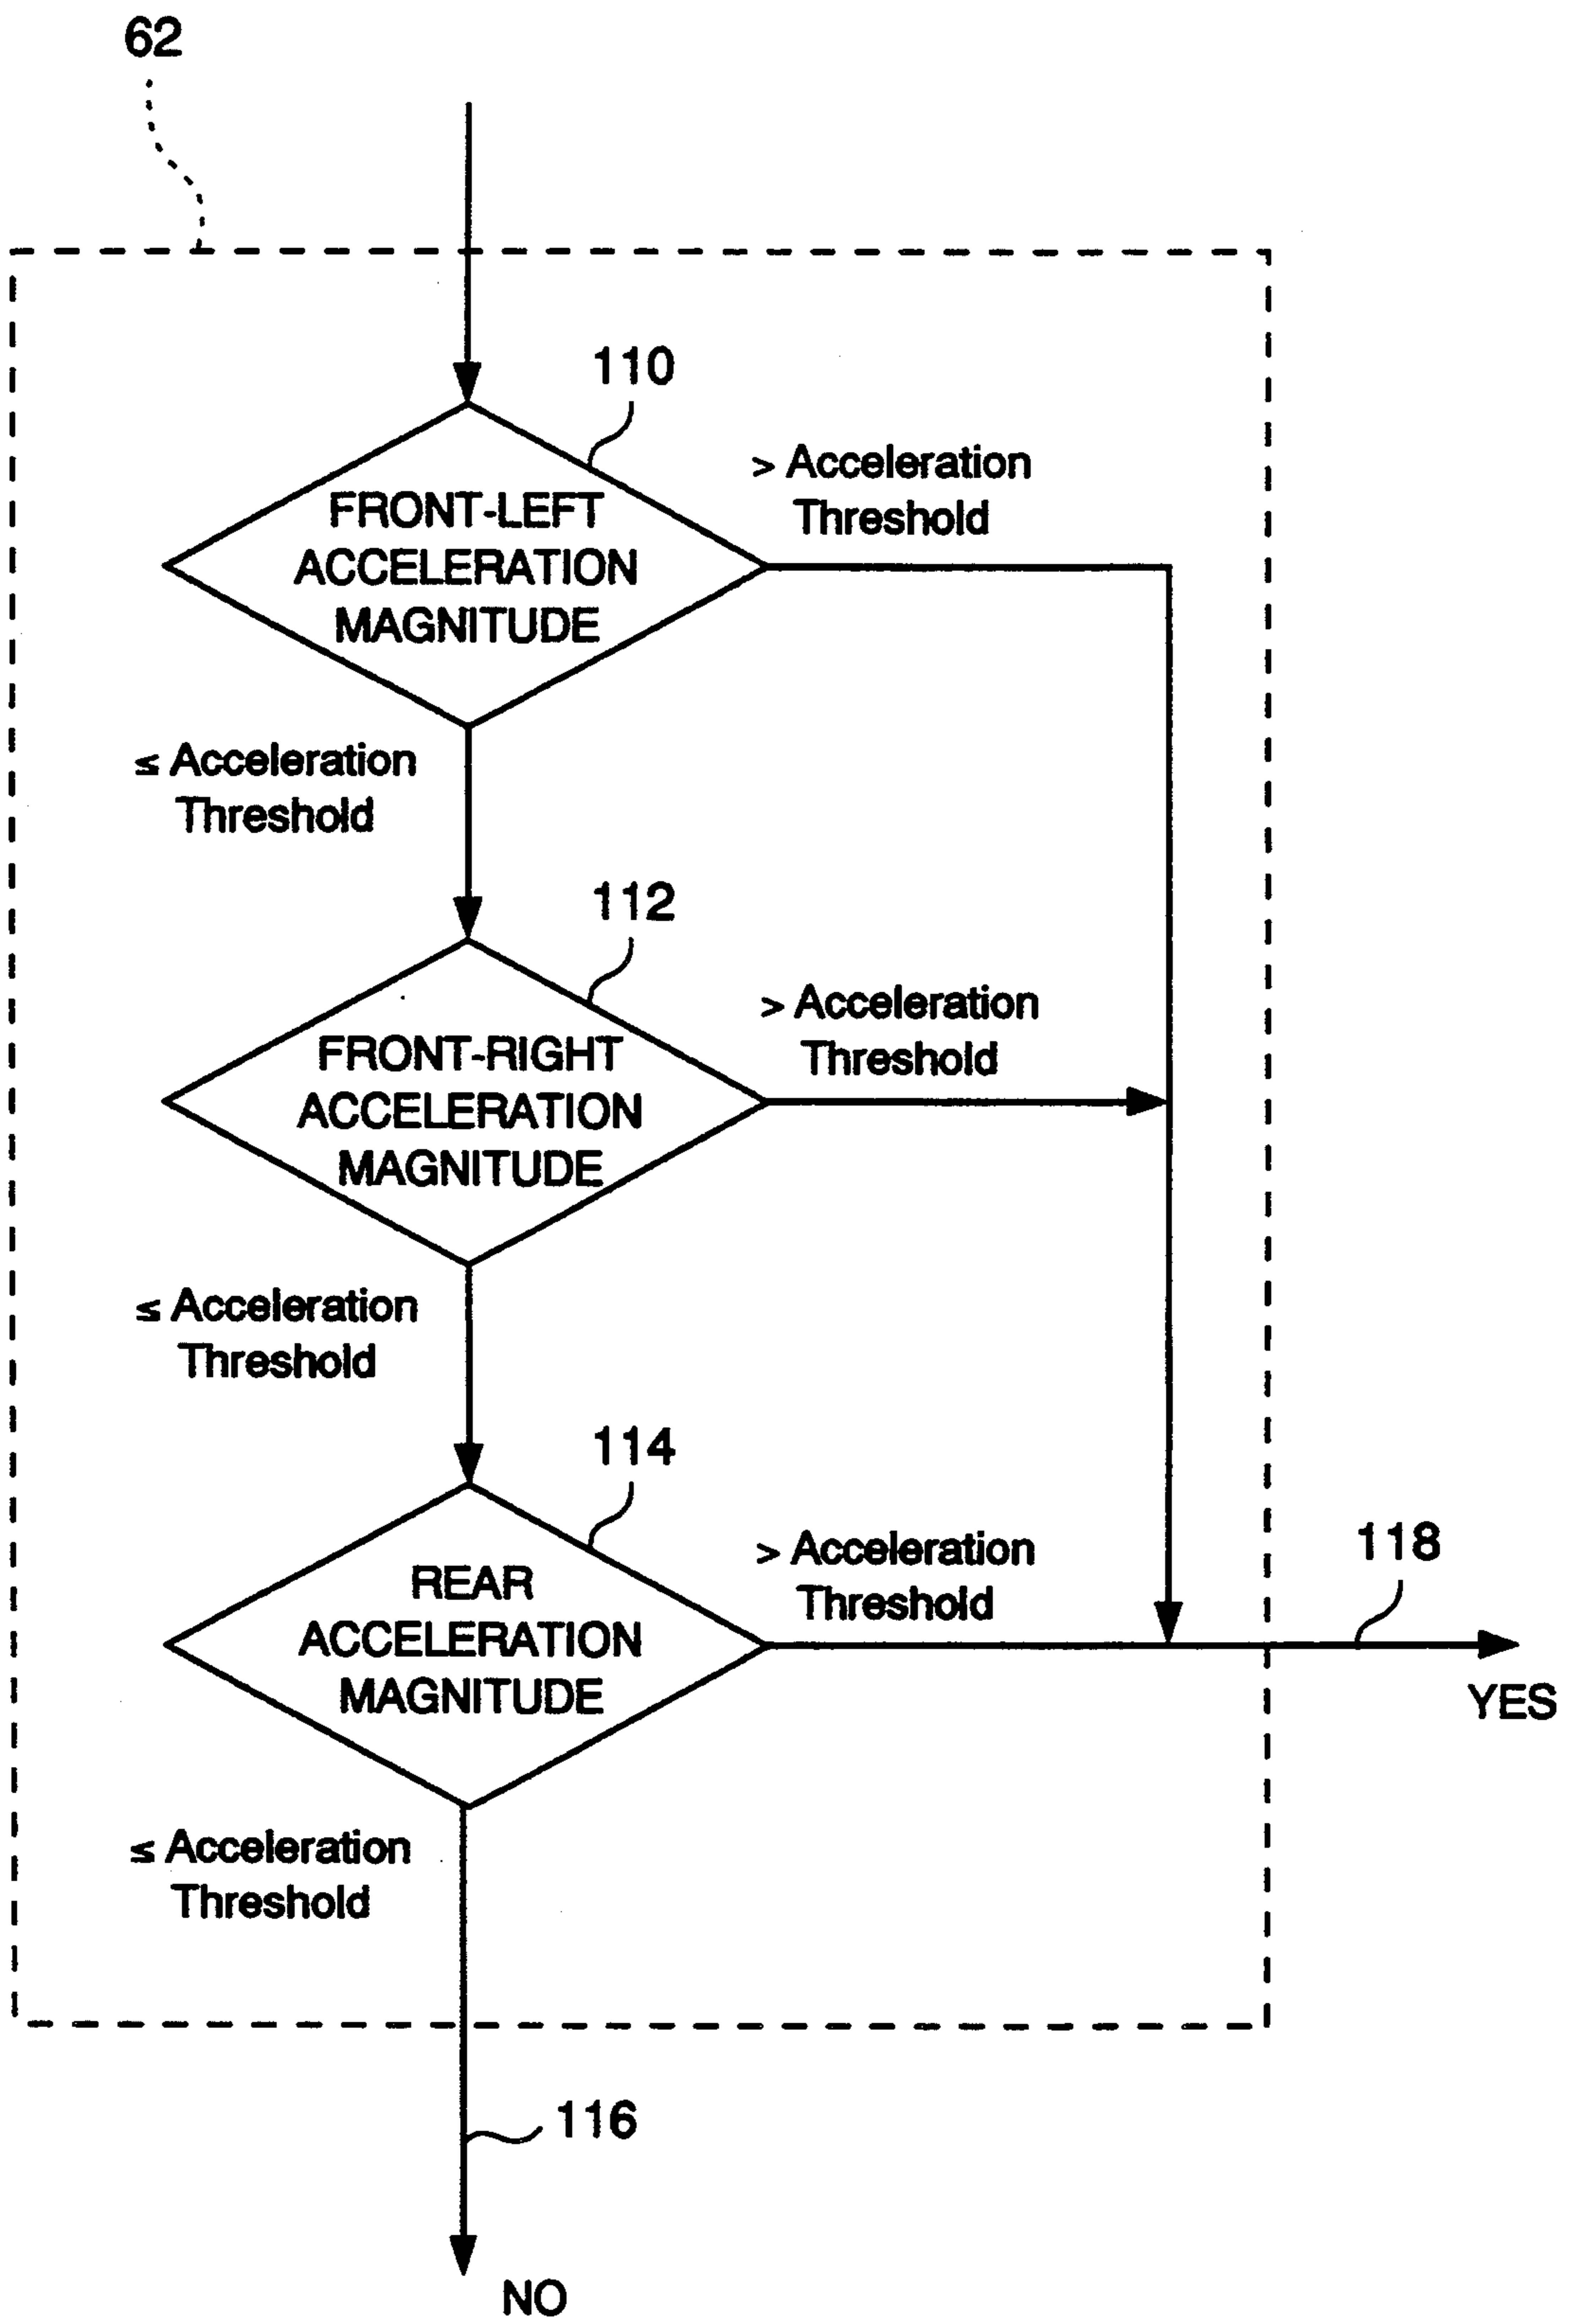 62
110
> Acceleration
Threshold
FRONT-LEFT
ACCELERATION
MAGNITUDE
≤ Acceleration
Threshold
112
> Acceleration
Threshold
FRONT-RIGHT
ACCELERATION
MAGNITUDE
≤ Acceleration
Threshold
114
> Acceleration
Threshold
118
REAR
ACCELERATION
MAGNITUDE
YES
≤ Acceleration
Threshold
116
NO